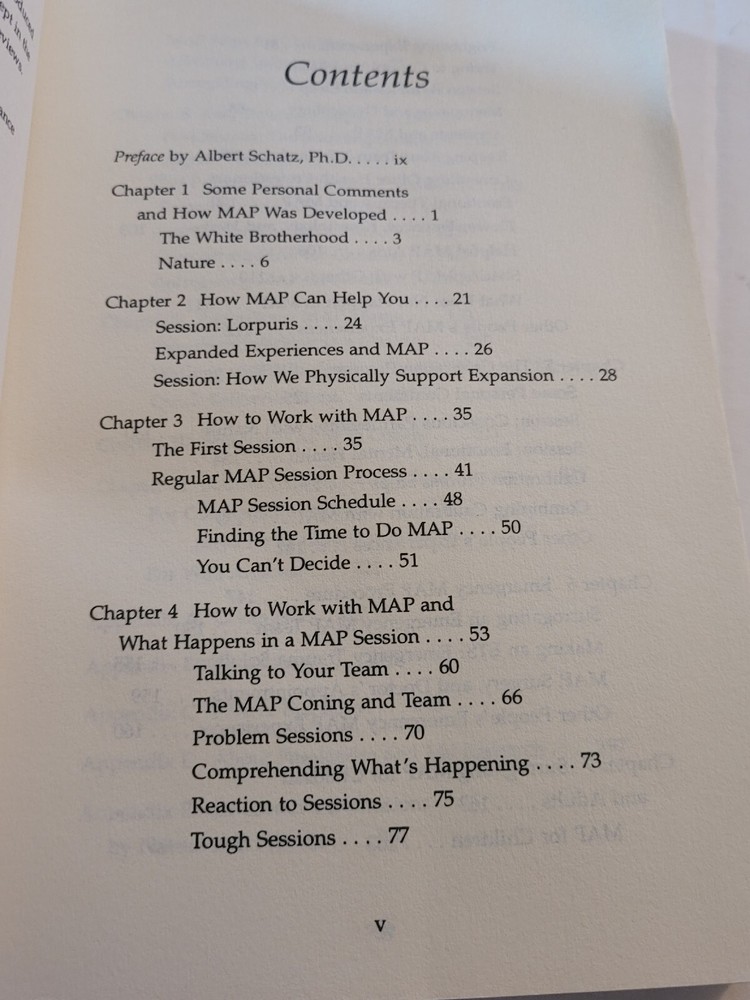 oduced
ept in the
rviews.
ance
Contents
Preface by Albert Schatz, Ph.D. . . . . ix
Chapter 1 Some Personal Comments
and How MAP Was Developed . . . . 1
The White Brotherhood . . . . 3
Nature . . . . 6
Chapter 2 How MAP Can Help You . . . . 21
Session: Lorpuris . . . . 24
Expanded Experiences and MAP . . . . 26
Session: How We Physically Support Expansion . . . . 28
Chapter 3 How to Work with MAP . . . . 35
The First Session . . . . 35
Regular MAP Session Process . . . . 41
MAP Session Schedule . . . . 48
Finding the Time to Do MAP . . . . 50
You Can't Decide . . . . 51
Chapter 4 How to Work with MAP and
What Happens in a MAP Session . . . . 53
Talking to Your Team . . . . 60
The MAP Coning and Team . . . . 66
Problem Sessions . . . . 70
Comprehending What's Happening . . . . 73
Reaction to Sessions . . . . 75
Tough Sessions . . . . 77
v